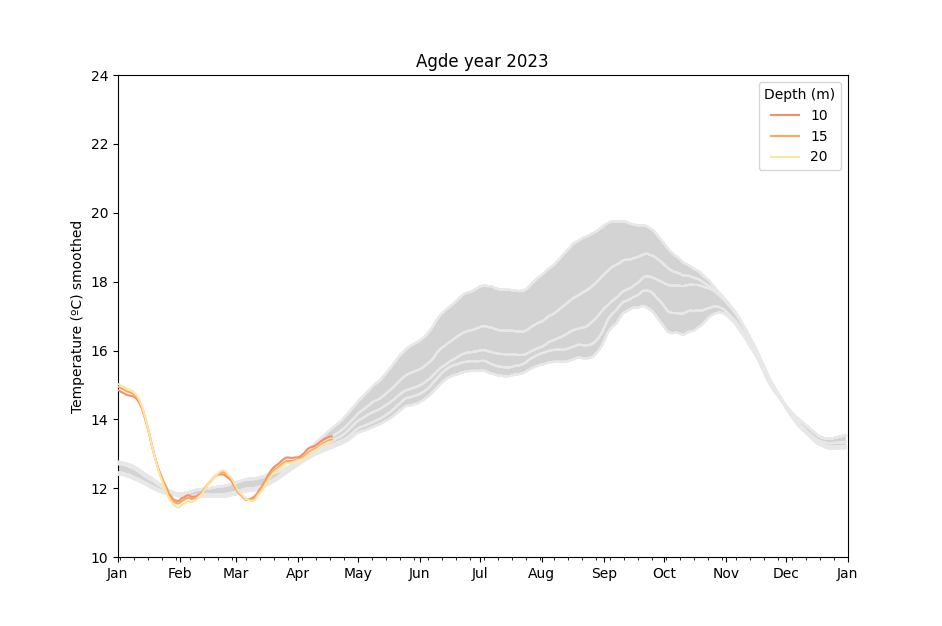 Agde year 2023
Temperature (ºC) smoothed
24
22
20
18
16
14
12
10
Jan Feb Mar Apr May Jun Jul Aug Sep Oct Nov Dec Jan
Depth (m)
10
15
20